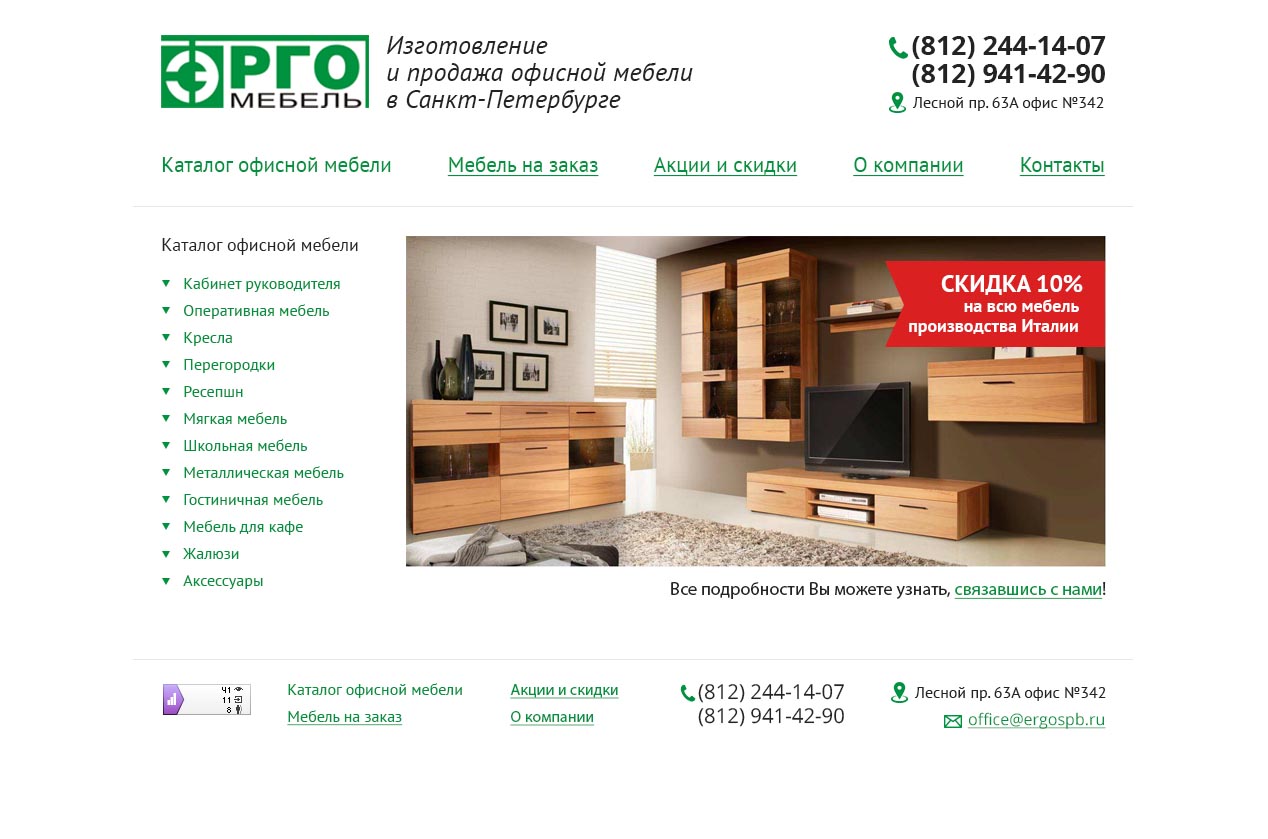 ЭРГО
МЕБЕЛЬ
Изготовление
и продажа офисной мебели
в Санкт-Петербурге
(812) 244-14-07
(812) 941-42-90
Лесной пр. 63А офис №342
Каталог офисной мебели
Мебель на заказ
Акции и скидки
О компании
Контакты
Каталог офисной мебели
Кабинет руководителя
Оперативная мебель
Кресла
Перегородки
Ресепшн
Мягкая мебель
Школьная мебель
Металлическая мебель
Гостиничная мебель
Мебель для кафе
Жалюзи
Аксессуары
СКИДКА 10%
на всю мебель
производства Италии
Все подробности Вы можете узнать, связавшись с нами!
41
11
8
Каталог офисной мебели
Мебель на заказ
Акции и скидки
О компании
(812) 244-14-07
(812) 941-42-90
Лесной пр. 63А офис №342
office@ergospb.ru